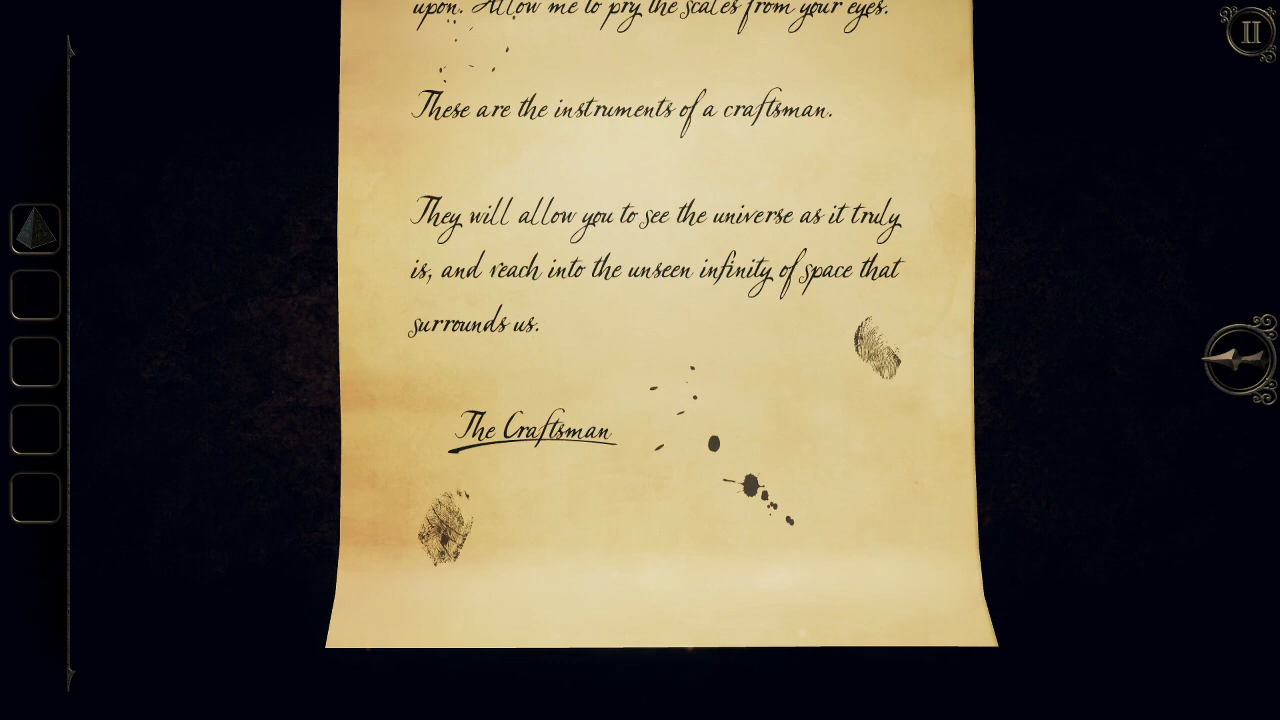 upon. Allow me to pry the scales from your eyes.
These are the instruments of a craftsman.
They will allow you to see the universe as it truly
is, and reach into the unseen infinity of space that
surrounds us.
The Craftsman